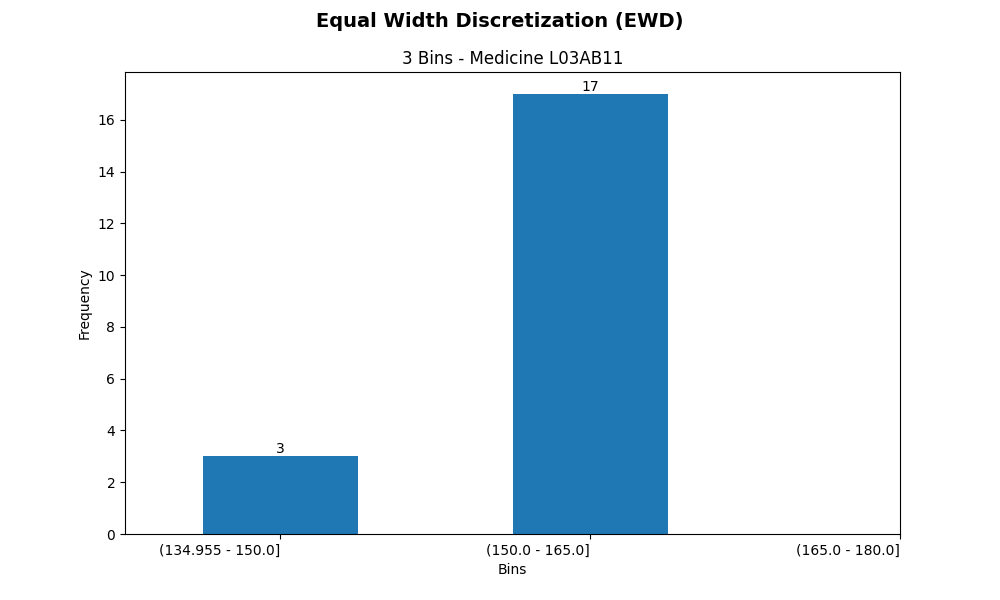 Equal Width Discretization (EWD)
3 Bins - Medicine L03AB11
17
16
14
12
10
8
6
4
3
2
0
Frequency
(134.955 - 150.0]
(150.0 - 165.0]
(165.0 - 180.0]
Bins